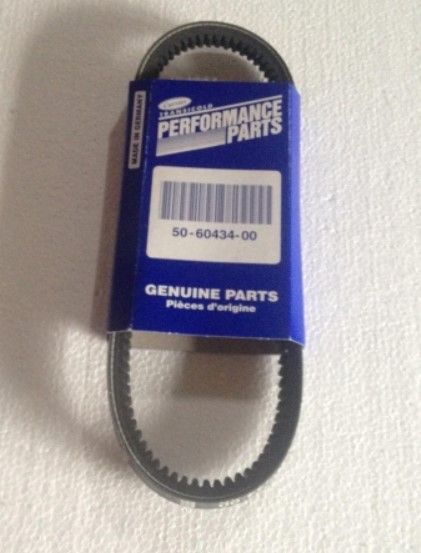 Carrier
TRANSICOLD
PERFORMANCE
PARTS
MADE IN GERMANY
50-60434-00
GENUINE PARTS
Pièces d'origine